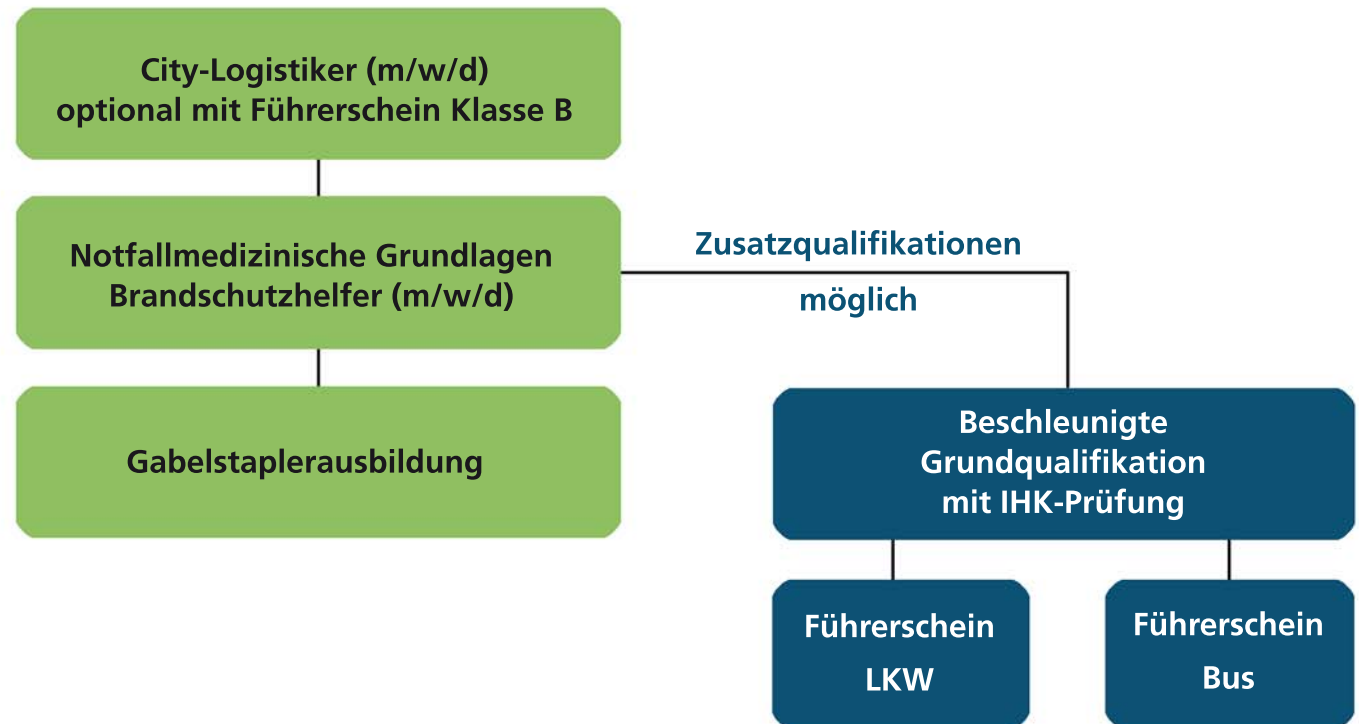 City-Logistiker (m/w/d)
optional mit Führerschein Klasse B
Notfallmedizinische Grundlagen
Brandschutzhelfer (m/w/d)
Zusatzqualifikationen
möglich
Gabelstaplerausbildung
Beschleunigte
Grundqualifikation
mit IHK-Prüfung
Führerschein
LKW
Führerschein
Bus